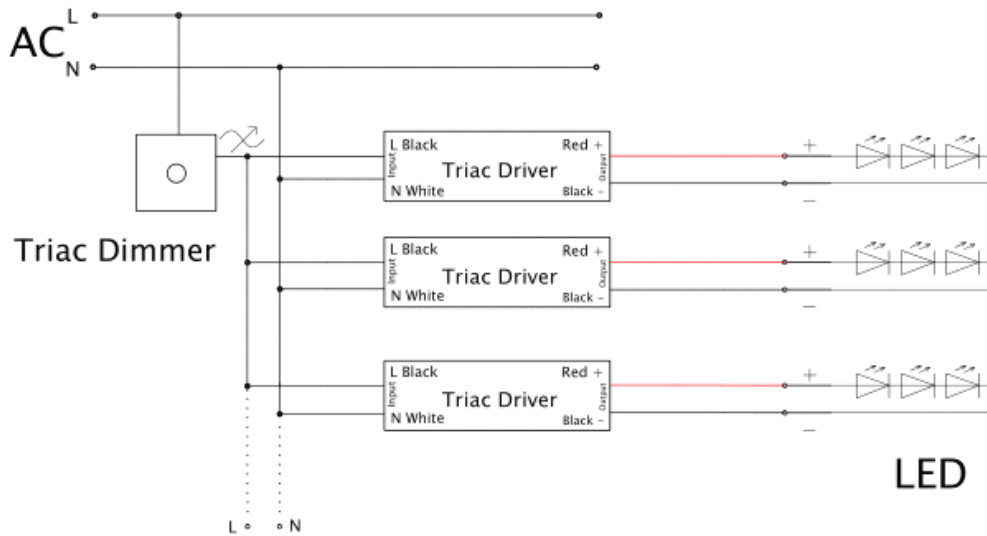 L
AC
N
L Black
Red +
Input
Triac Driver
Output
N White
Black -
Triac Dimmer
L Black
Red +
Input
Triac Driver
Output
N White
Black -
L Black
Red +
Input
Triac Driver
Output
N White
Black -
+
−
+
−
+
−
LED
L
N